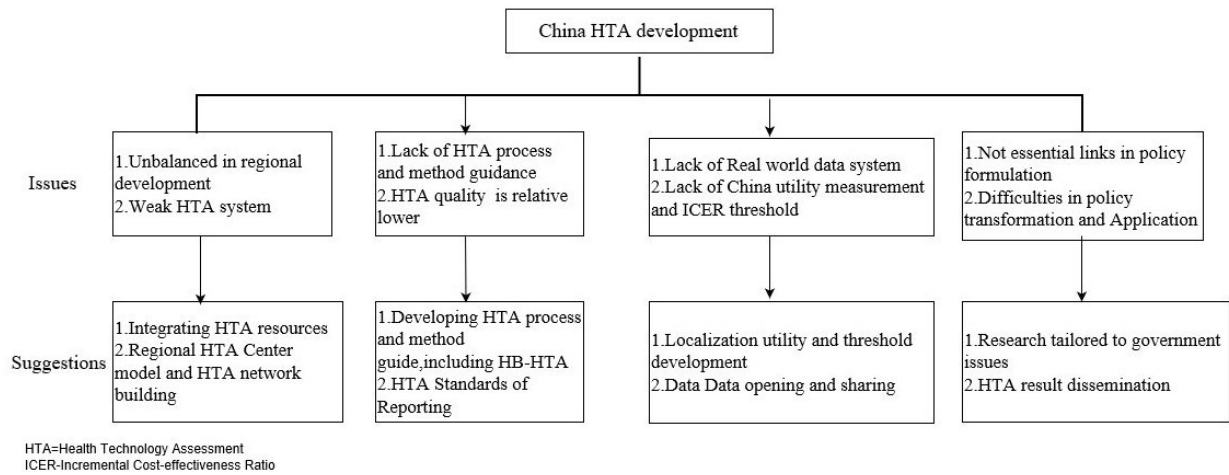 China HTA development
Issues
1.Unbalanced in regional
development
2.Weak HTA system
1.Lack of HTA process
and method guidance
2.HTA quality is relative
lower
1.Lack of Real world data system
2.Lack of China utility measurement
and ICER threshold
1.Not essential links in policy
formulation
2.Difficulties in policy
transformation and Application
Suggestions
1.Integrating HTA resources
2.Regional HTA Center
model and HTA network
building
1.Developing HTA process
and method
guide,including HB-HTA
2.HTA Standards of
Reporting
1.Localization utility and threshold
development
2.Data Data opening and sharing
1.Research tailored to government
issues
2.HTA result dissemination
HTA=Health Technology Assessment
ICER-Incremental Cost-effectiveness Ratio